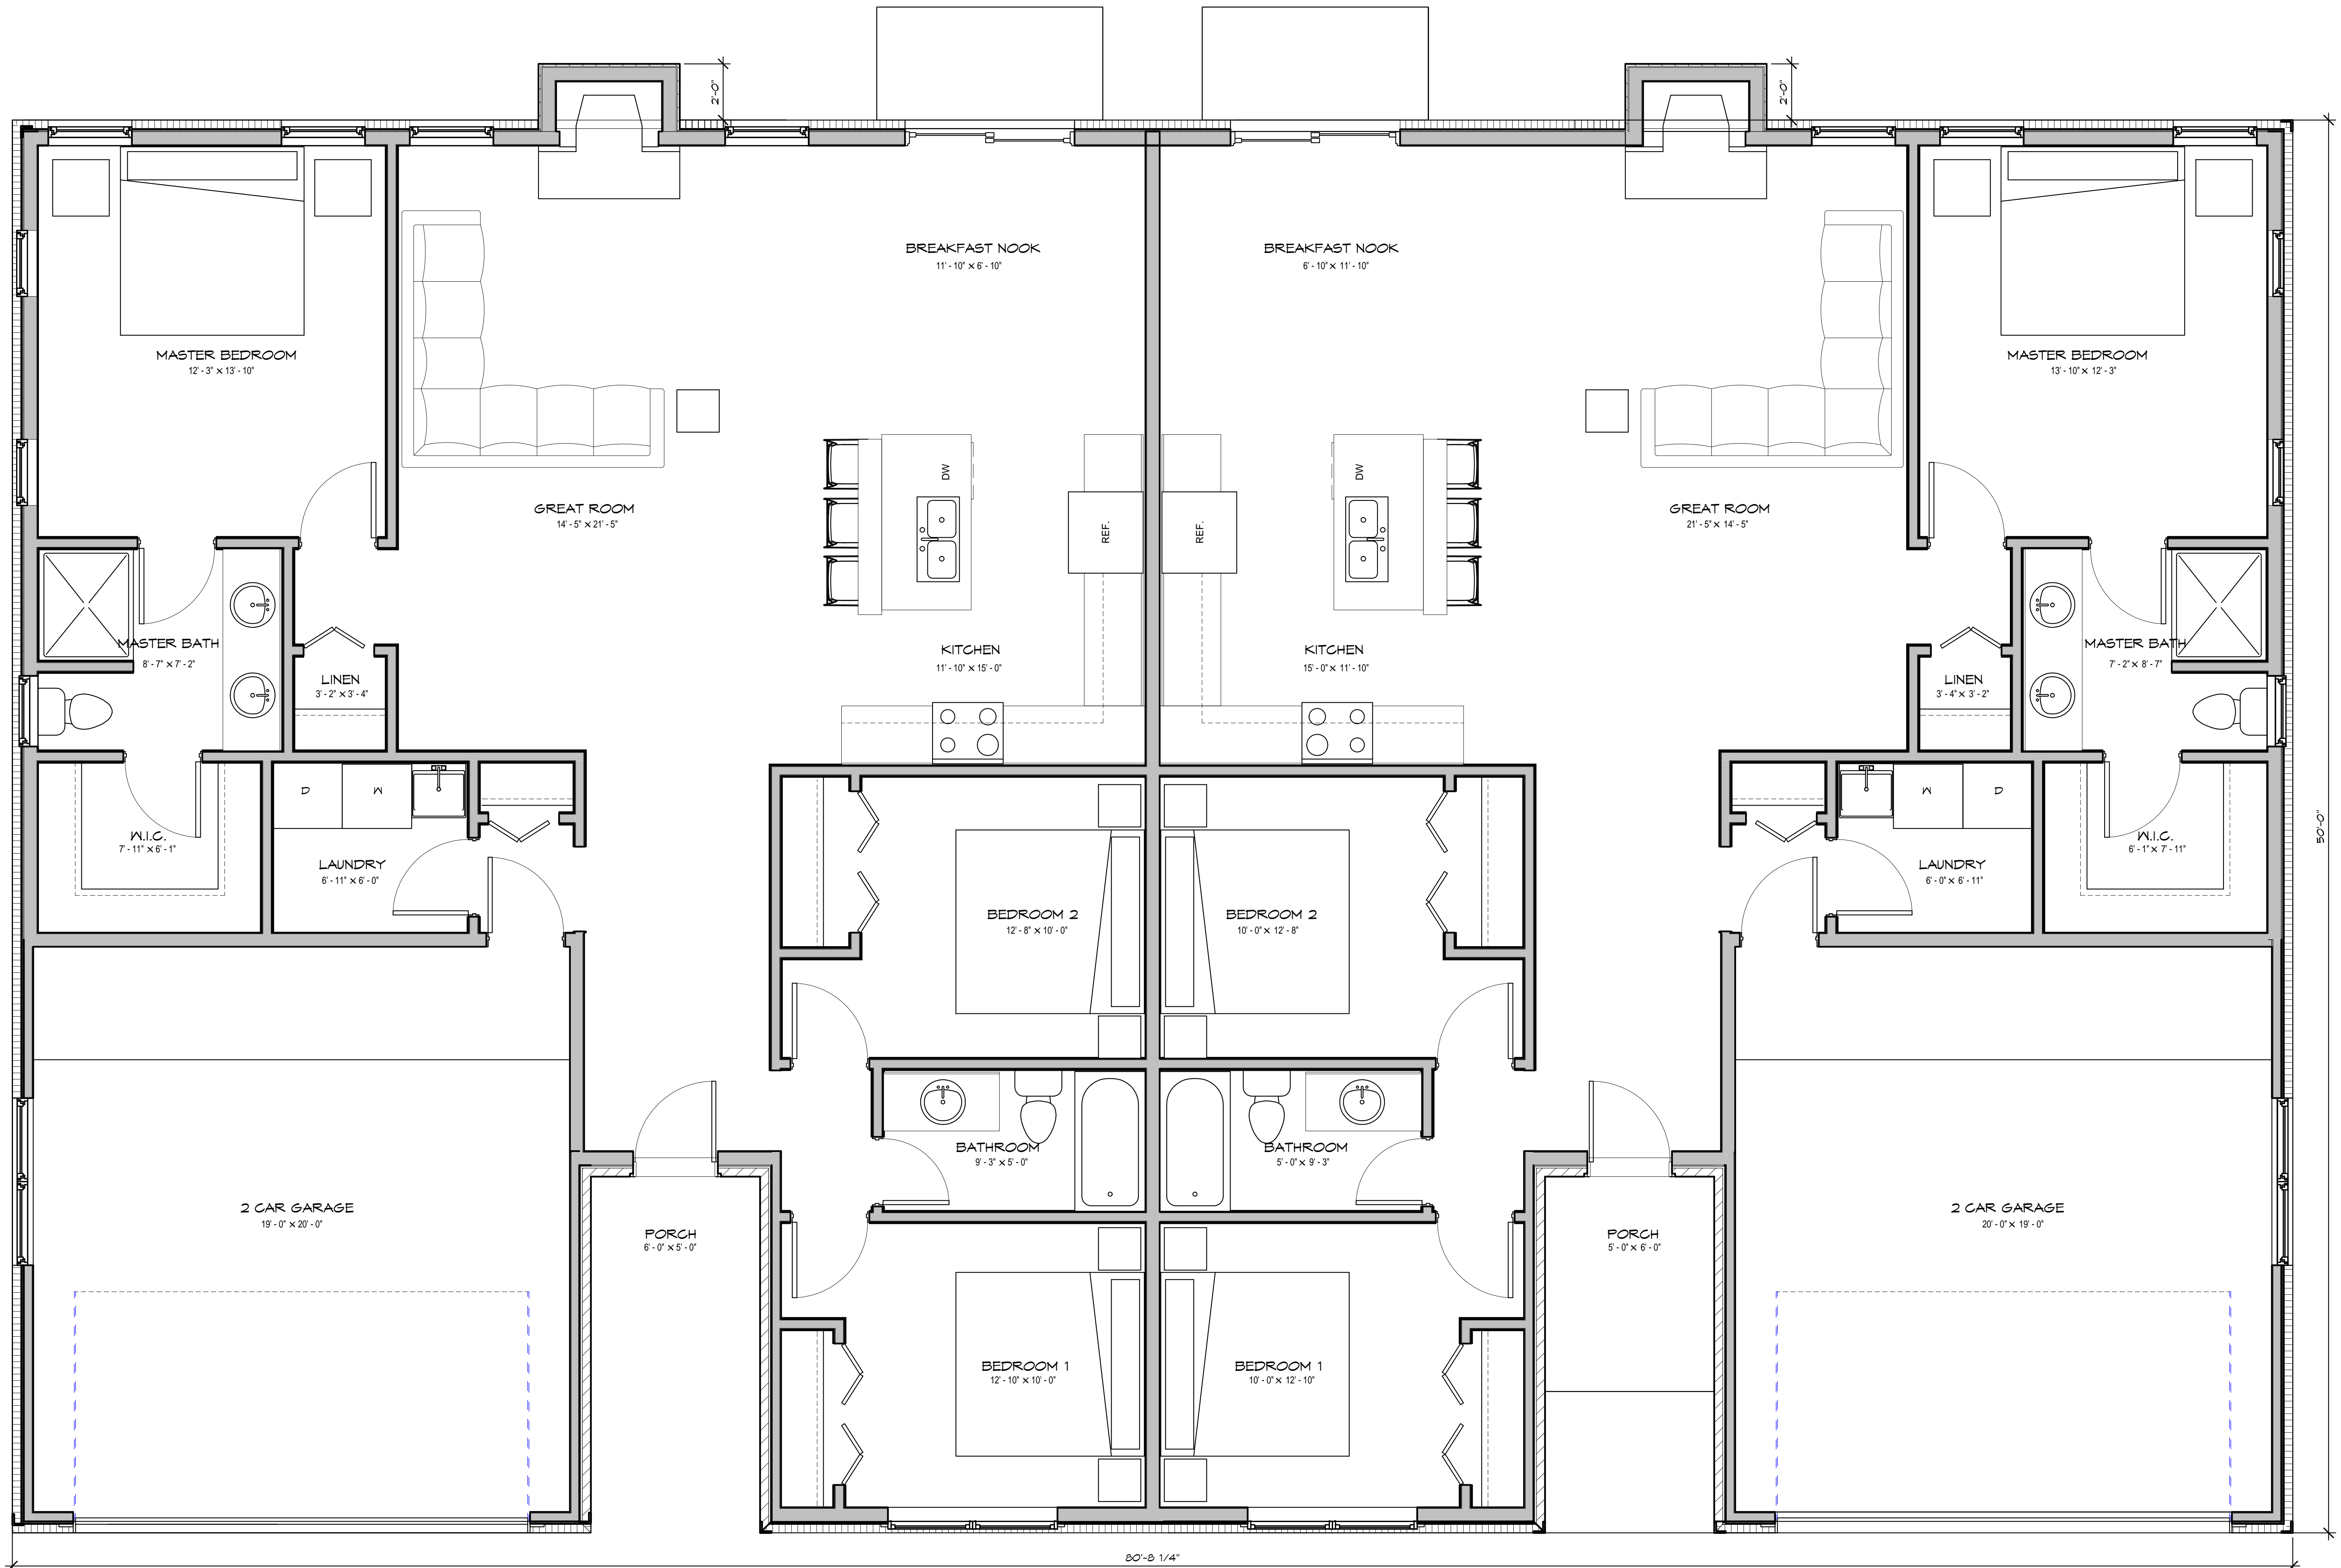 2'-0"
2'-0"
BREAKFAST NOOK
11' - 10" x 6' - 10"
BREAKFAST NOOK
6' - 10" x 11' - 10"
MASTER BEDROOM
12' - 3" x 13' - 10"
MASTER BEDROOM
13' - 10" x 12' - 3"
DW
DW
GREAT ROOM
14' - 5" x 21' - 5"
REF.
REF.
GREAT ROOM
21' - 5" x 14' - 5"
MASTER BATH
8' - 7" x 7' - 2"
KITCHEN
11' - 10" x 15' - 0"
KITCHEN
15' - 0" x 11' - 10"
MASTER BATH
7' - 2" x 8' - 7"
LINEN
3' - 2" x 3' - 4"
LINEN
3' - 4" x 3' - 2"
D
W
W
D
W.I.C.
7' - 11" x 6' - 1"
W.I.C.
6' - 1" x 7' - 11"
50'-0"
LAUNDRY
6' - 11" x 6' - 0"
LAUNDRY
6' - 0" x 6' - 11"
BEDROOM 2
12' - 8" x 10' - 0"
BEDROOM 2
10' - 0" x 12' - 8"
BATHROOM
9' - 3" x 5' - 0"
BATHROOM
5' - 0" x 9' - 3"
2 CAR GARAGE
19' - 0" x 20' - 0"
2 CAR GARAGE
20' - 0" x 19' - 0"
PORCH
6' - 0" x 5' - 0"
PORCH
5' - 0" x 6' - 0"
BEDROOM 1
12' - 10" x 10' - 0"
BEDROOM 1
10' - 0" x 12' - 10"
80'-8 1/4"